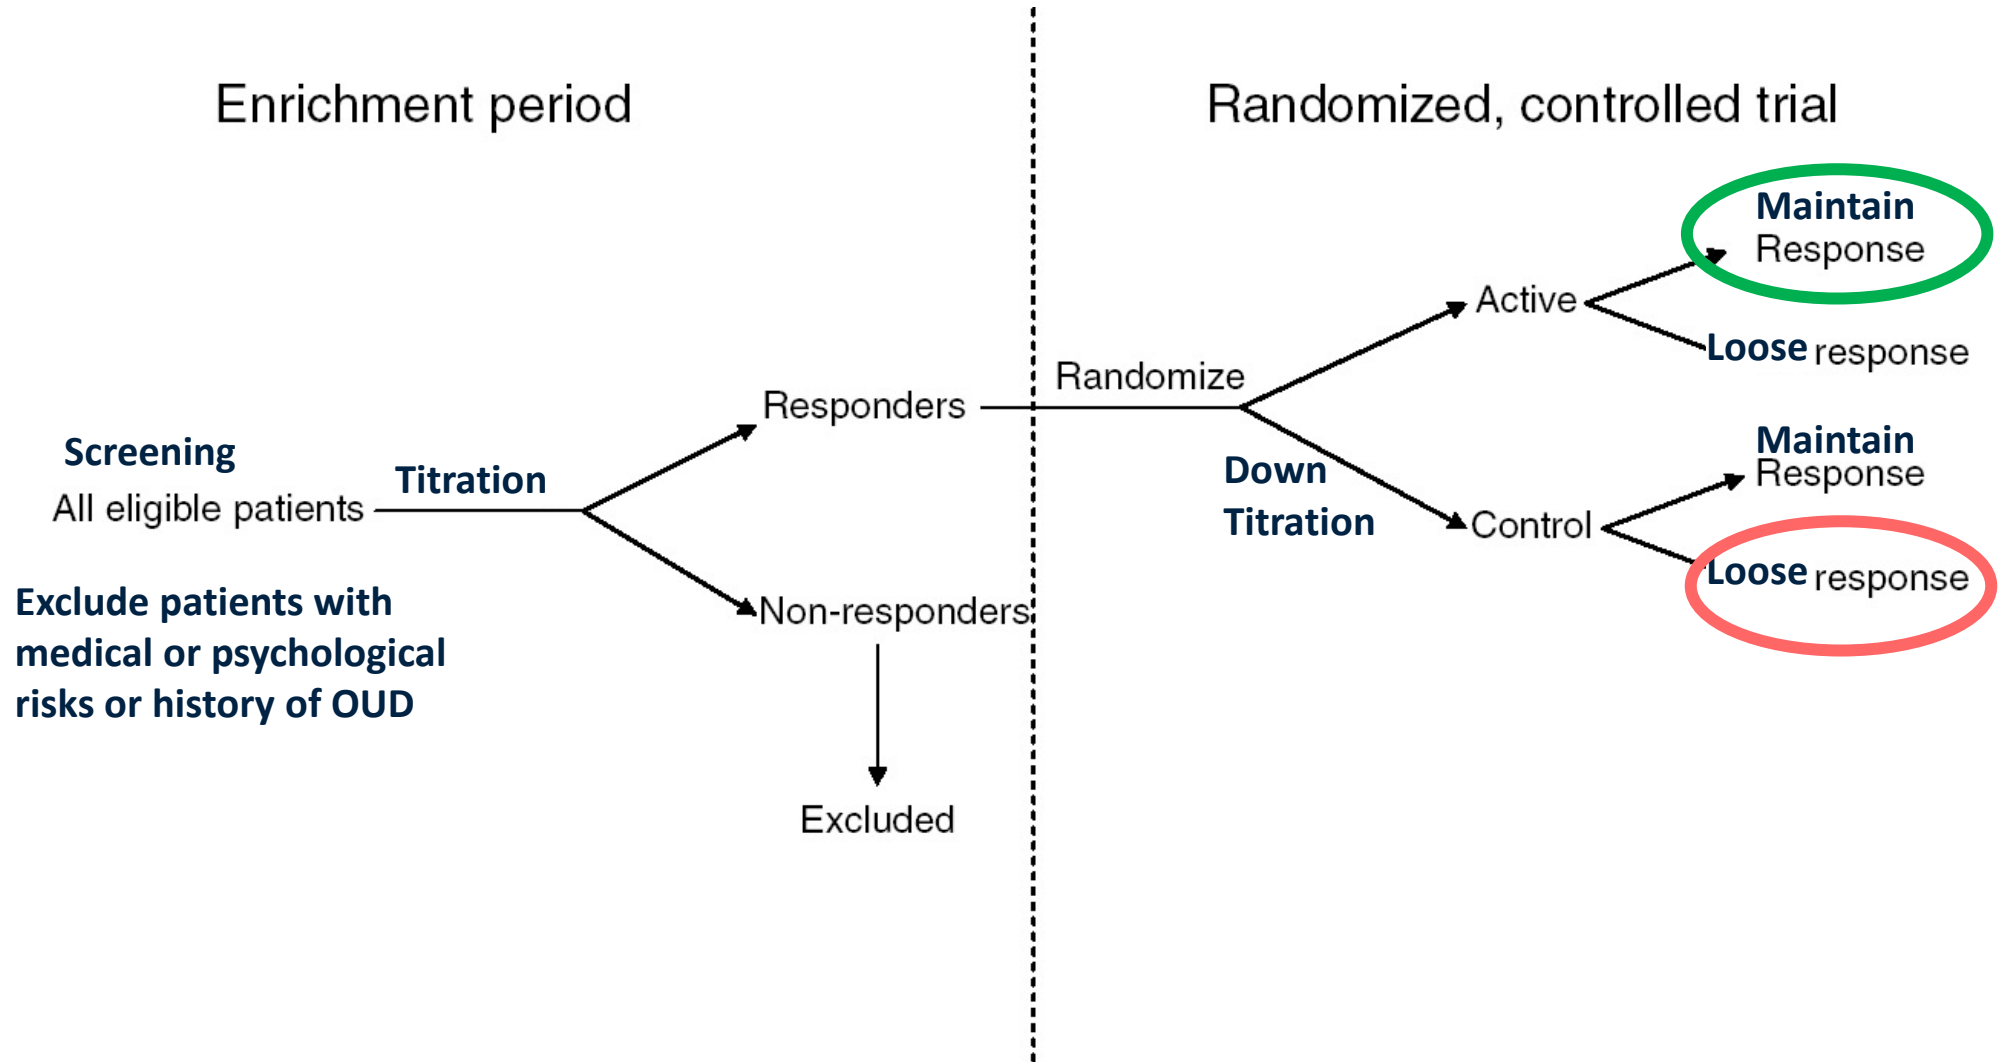 Enrichment period
Screening
All eligible patients
Titration
Exclude patients with
medical or psychological
risks or history of OUD
Responders
Non-responders
Excluded
Randomized, controlled trial
Randomize
Down
Titration
Active
Maintain
Response
Loose response
Control
Maintain
Response
Loose response